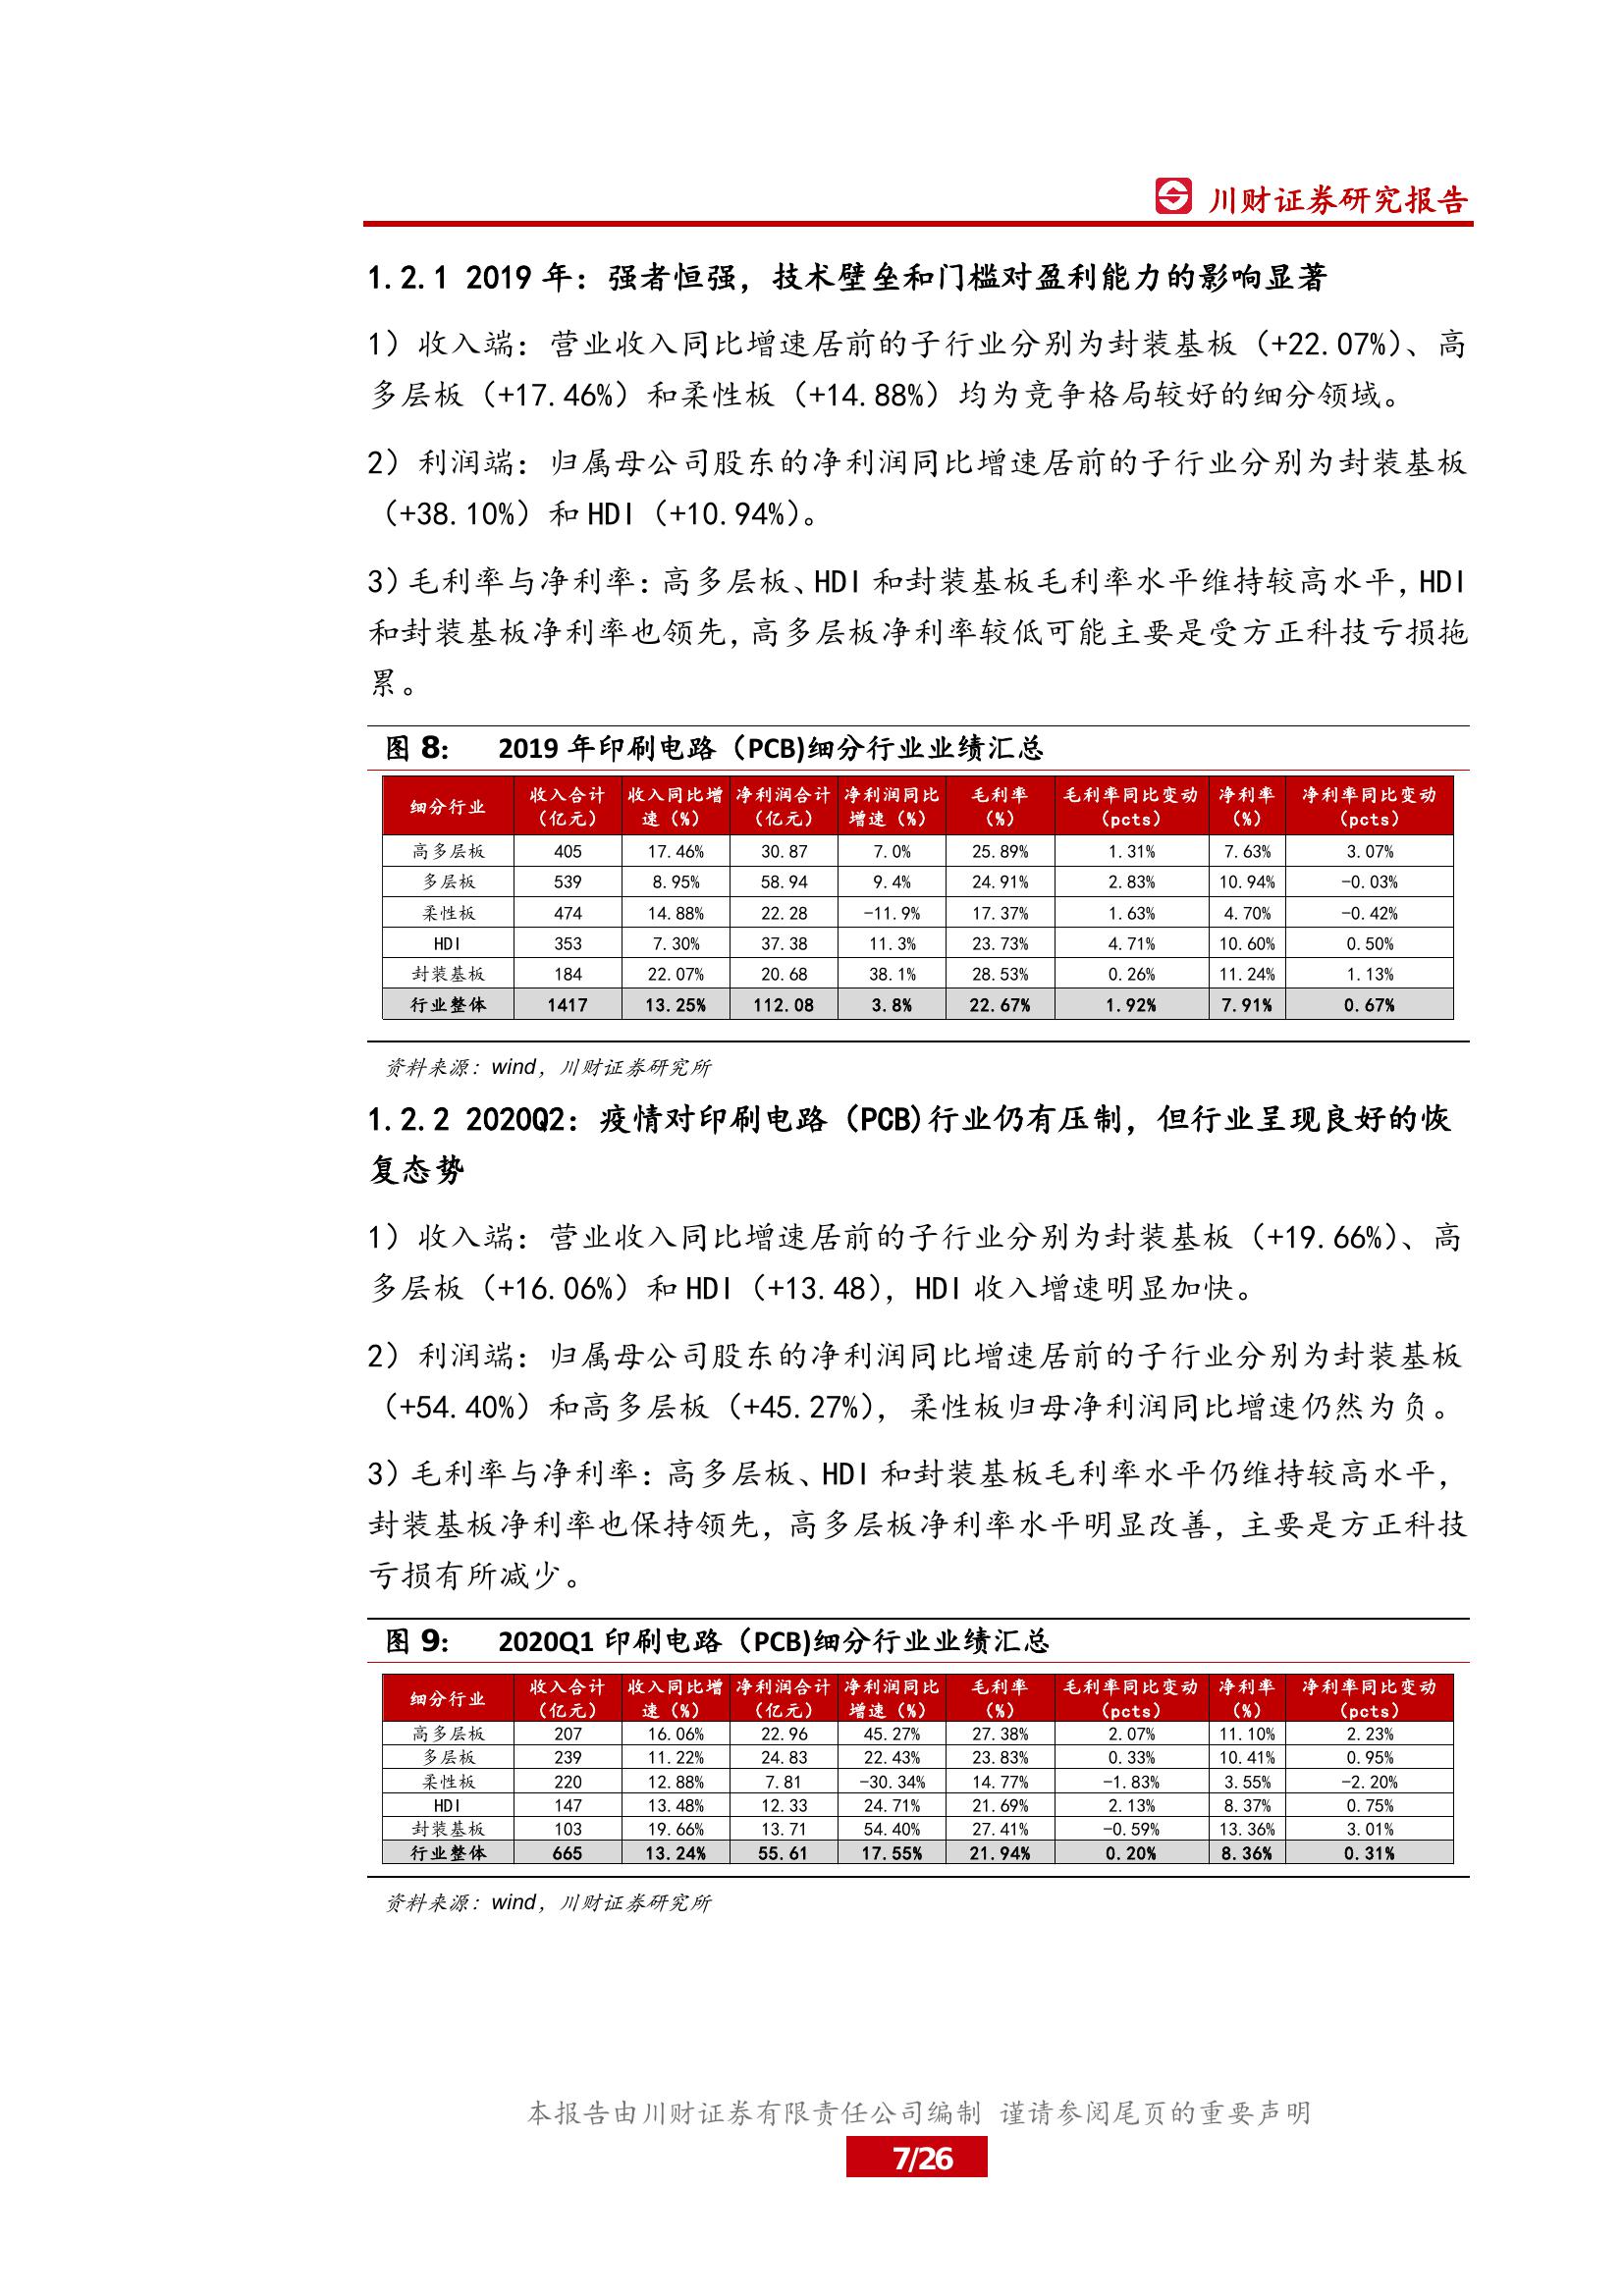 川财证券研究报告
1.2.1 2019 年：强者恒强，技术壁垒和门槛对盈利能力的影响显著
1）收入端：营业收入同比增速居前的子行业分别为封装基板（+22.07%）、高
多层板（+17.46%）和柔性板（+14.88%）均为竞争格局较好的细分领域。
2）利润端：归属母公司股东的净利润同比增速居前的子行业分别为封装基板
（+38.10%）和 HDI（+10.94%）。
3）毛利率与净利率：高多层板、HDI 和封装基板毛利率水平维持较高水平，HDI
和封装基板净利率也领先，高多层板净利率较低可能主要是受方正科技亏损拖
累。
图 8： 2019 年印刷电路（PCB)细分行业业绩汇总
细分行业 收入合计（亿元） 收入同比增速（%） 净利润合计（亿元） 净利润同比增速（%） 毛利率（%） 毛利率同比变动（pcts） 净利率（%） 净利率同比变动（pcts）
高多层板 405 17.46% 30.87 7.0% 25.89% 1.31% 7.63% 3.07%
多层板 539 8.95% 58.94 9.4% 24.91% 2.83% 10.94% -0.03%
柔性板 474 14.88% 22.28 -11.9% 17.37% 1.63% 4.70% -0.42%
HDI 353 7.30% 37.38 11.3% 23.73% 4.71% 10.60% 0.50%
封装基板 184 22.07% 20.68 38.1% 28.53% 0.26% 11.24% 1.13%
行业整体 1417 13.25% 112.08 3.8% 22.67% 1.92% 7.91% 0.67%
资料来源：wind，川财证券研究所
1.2.2 2020Q2：疫情对印刷电路（PCB)行业仍有压制，但行业呈现良好的恢
复态势
1）收入端：营业收入同比增速居前的子行业分别为封装基板（+19.66%）、高
多层板（+16.06%）和 HDI（+13.48），HDI 收入增速明显加快。
2）利润端：归属母公司股东的净利润同比增速居前的子行业分别为封装基板
（+54.40%）和高多层板（+45.27%），柔性板归母净利润同比增速仍然为负。
3）毛利率与净利率：高多层板、HDI 和封装基板毛利率水平仍维持较高水平，
封装基板净利率也保持领先，高多层板净利率水平明显改善，主要是方正科技
亏损有所减少。
图 9： 2020Q1 印刷电路（PCB)细分行业业绩汇总
细分行业 收入合计（亿元） 收入同比增速（%） 净利润合计（亿元） 净利润同比增速（%） 毛利率（%） 毛利率同比变动（pcts） 净利率（%） 净利率同比变动（pcts）
高多层板 207 16.06% 22.96 45.27% 27.38% 2.07% 11.10% 2.23%
多层板 239 11.22% 24.83 22.43% 23.83% 0.33% 10.41% 0.95%
柔性板 220 12.88% 7.81 -30.34% 14.77% -1.83% 3.55% -2.20%
HDI 147 13.48% 12.33 24.71% 21.69% 2.13% 8.37% 0.75%
封装基板 103 19.66% 13.71 54.40% 27.41% -0.59% 13.36% 3.01%
行业整体 665 13.24% 55.61 17.55% 21.94% 0.20% 8.36% 0.31%
资料来源：wind，川财证券研究所
本报告由川财证券有限责任公司编制 谨请参阅尾页的重要声明
7/26